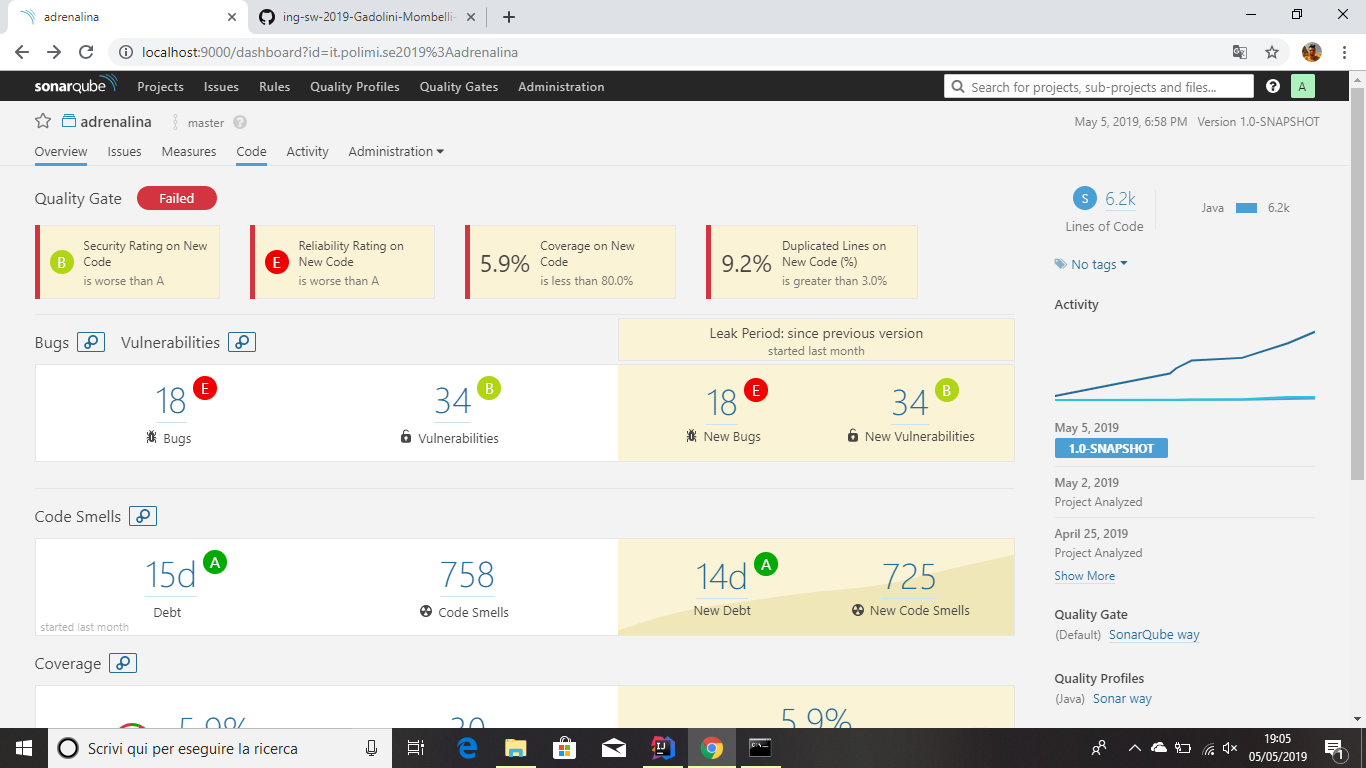 adrenalina
ing-sw-2019-Gadolini-Mombelli-
localhost:9000/dashboard?id=it.polimi.se2019%3Aadrenalina
sonarqube Projects Issues Rules Quality Profiles Quality Gates Administration
Search for projects, sub-projects and files...
A
adrenalina master
May 5, 2019, 6:58 PM Version 1.0-SNAPSHOT
Overview Issues Measures Code Activity Administration
Quality Gate Failed
B
Security Rating on New
Code
is worse than A
E
Reliability Rating on
New Code
is worse than A
5.9%
Coverage on New
Code
is less than 80.0%
9.2%
Duplicated Lines on
New Code (%)
is greater than 3.0%
Bugs Vulnerabilities
Leak Period: since previous version
started last month
18 E
Bugs
34 B
Vulnerabilities
18 E
New Bugs
34 B
New Vulnerabilities
Code Smells
15d A
Debt
started last month
758
Code Smells
14d A
New Debt
725
New Code Smells
Coverage
5.9%
30
5.9%
S 6.2k
Lines of Code
Java 6.2k
No tags
Activity
May 5, 2019
1.0-SNAPSHOT
May 2, 2019
Project Analyzed
April 25, 2019
Project Analyzed
Show More
Quality Gate
(Default) SonarQube way
Quality Profiles
(Java) Sonar way
Scrivi qui per eseguire la ricerca
19:05
05/05/2019
1